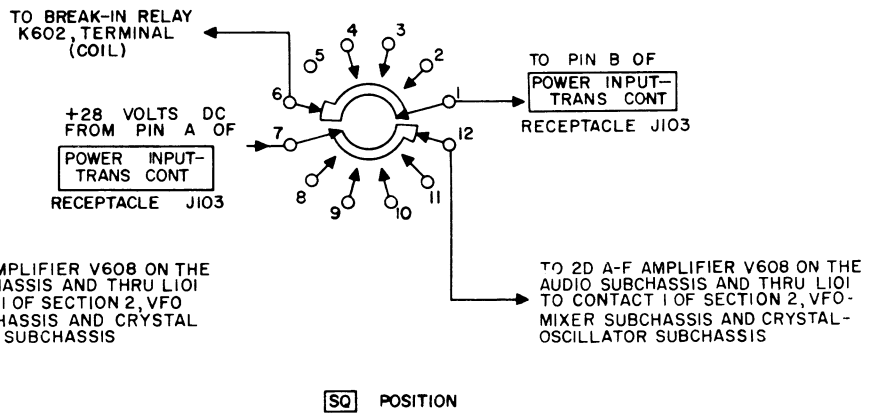 TO BREAK-IN RELAY
K602, TERMINAL
(COIL)
5
4
3
2
6
1
+28 VOLTS DC
FROM PIN A OF
7
12
POWER INPUT-
TRANS CONT
RECEPTACLE J103
8
9
10
11
TO PIN B OF
POWER INPUT-
TRANS CONT
RECEPTACLE J103
AMPLIFIER V608 ON THE
HASSIS AND THRU L101
1 OF SECTION 2, VFO
HASSIS AND CRYSTAL
SUBCHASSIS
TO 2D A-F AMPLIFIER V608 ON THE
AUDIO SUBCHASSIS AND THRU L101
TO CONTACT 1 OF SECTION 2, VFO-
MIXER SUBCHASSIS AND CRYSTAL-
OSCILLATOR SUBCHASSIS
SQ POSITION